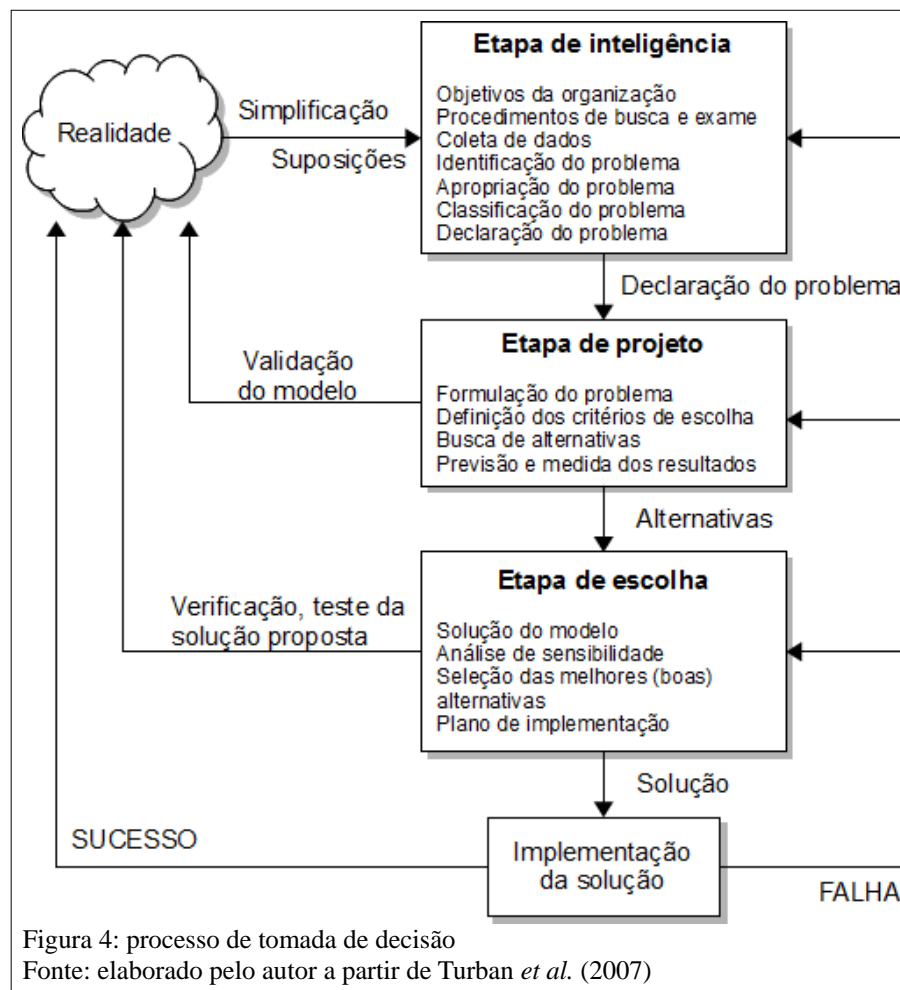 Etapa de inteligência
Objetivos da organização
Procedimentos de busca e exame
Coleta de dados
Identificação do problema
Apropriação do problema
Classificação do problema
Declaração do problema
Realidade
Simplificação
Suposições
Declaração do problema
Etapa de projeto
Formulação do problema
Definição dos critérios de escolha
Busca de alternativas
Previsão e medida dos resultados
Validação
do modelo
Alternativas
Etapa de escolha
Solução do modelo
Análise de sensibilidade
Seleção das melhores (boas)
alternativas
Plano de implementação
Verificação, teste da
solução proposta
Solução
Implementação
da solução
SUCESSO
FALHA
Figura 4: processo de tomada de decisão
Fonte: elaborado pelo autor a partir de Turban et al. (2007)